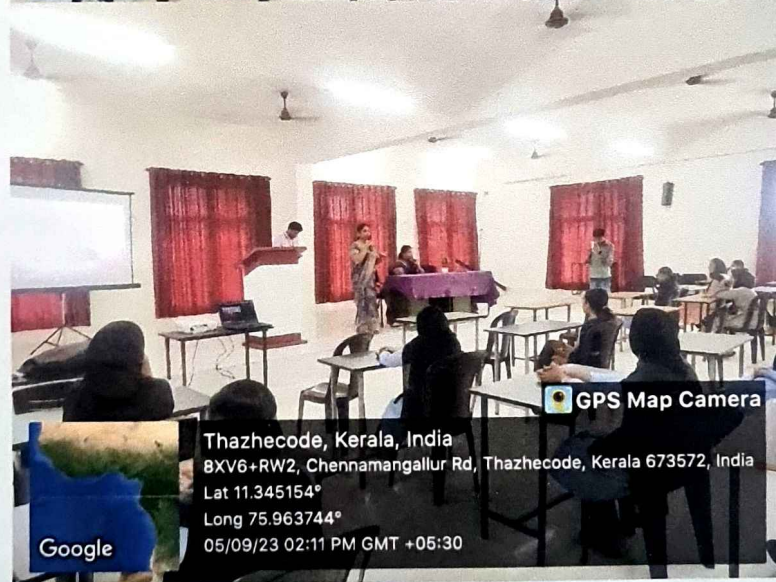 GPS Map Camera
Thazhecode, Kerala, India
8XV6+RW2, Chennamangallur Rd, Thazhecode, Kerala 673572, India
Lat 11.345154°
Long 75.963744°
05/09/23 02:11 PM GMT +05:30
Google